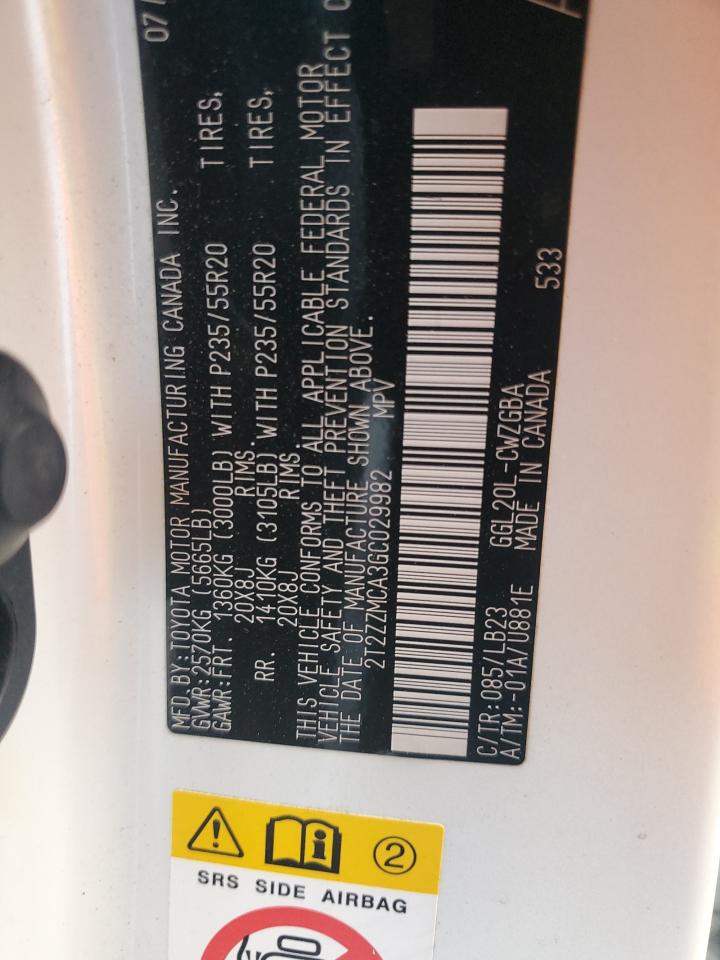 07/
MFD.BY:TOYOTA MOTOR MANUFACTURING CANADA INC.
GVWR:2570KG (5665LB)
GAWR:FRT. 1360KG (3000LB) WITH P235/55R20 TIRES,
20X8J RIMS.
RR. 1410KG (3105LB) WITH P235/55R20 TIRES,
20X8J RIMS.
THIS VEHICLE CONFORMS TO ALL APPLICABLE FEDERAL MOTOR
VEHICLE SAFETY AND THEFT PREVENTION STANDARDS IN EFFECT O
THE DATE OF MANUFACTURE SHOWN ABOVE.
2T2ZZMCA3GC029982 MPV
C/TR:085/LB23 GGL20L-CWZGBA
A/TM:-01A/U881E MADE IN CANADA 533
2
SRS SIDE AIRBAG